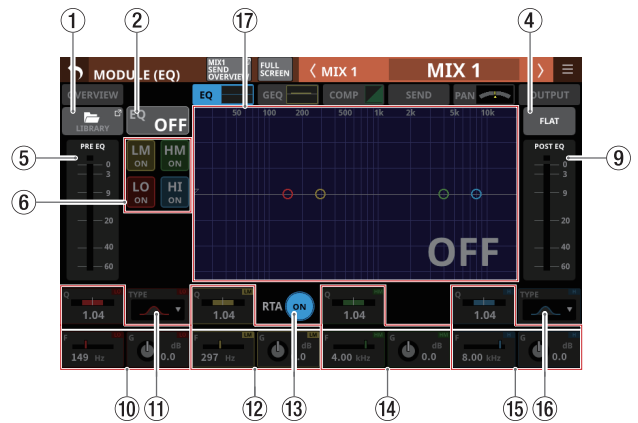 ① ② ⑰ ④
MODULE (EQ)
MIX1
SEND
OVERVIEW
FULL
SCREEN
MIX 1
MIX 1
OVERVIEW
EQ
GEQ
COMP
SEND
PAN
OUTPUT
LIBRARY
EQ
OFF
50 100 200 500 1k 2k 5k 10k
FLAT
⑤
PRE EQ
0
3
9
20
40
60
⑥
LM
ON
HM
ON
LO
ON
HI
ON
OFF
POST EQ
0
3
9
20
40
60
⑨
Q
1.04
TYPE
Q
1.04
RTA ON
Q
1.04
Q
1.04
TYPE
F
149 Hz
G
dB
0.0
F
297 Hz
G
dB
0.0
F
4.00 kHz
G
dB
0.0
F
8.00 kHz
G
dB
0.0
⑩ ⑪ ⑫ ⑬ ⑭ ⑮ ⑯